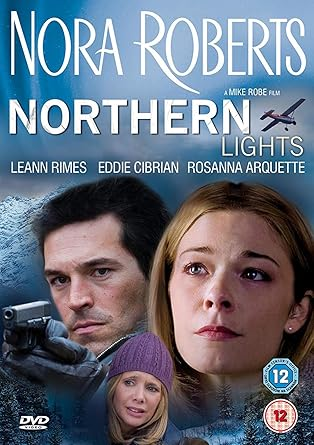 NORA ROBERTS
A MIKE ROBE FILM
NORTHERN
LIGHTS
LEANN RIMES EDDIE CIBRIAN ROSANNA ARQUETTE
12
DVD
VIDEO
12